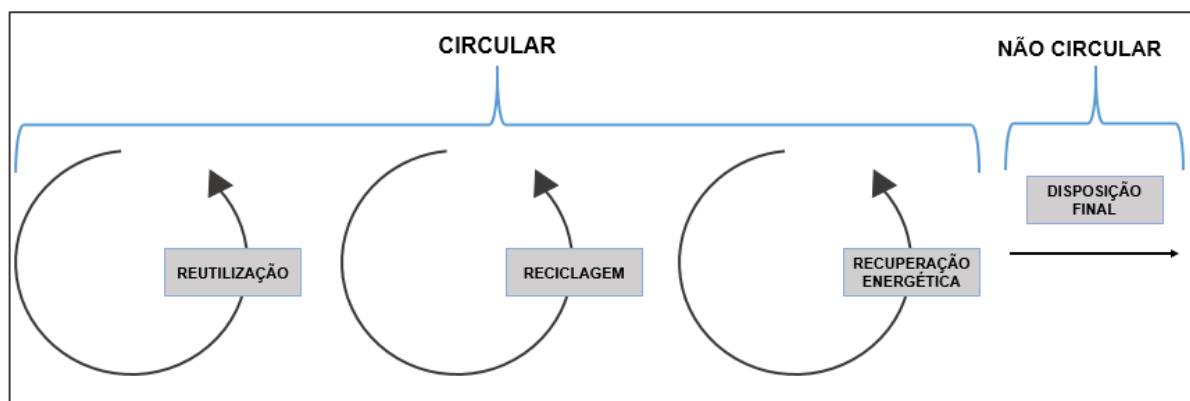 CIRCULAR
NÃO CIRCULAR
REUTILIZAÇÃO
RECICLAGEM
RECUPERAÇÃO
ENERGÉTICA
DISPOSIÇÃO
FINAL